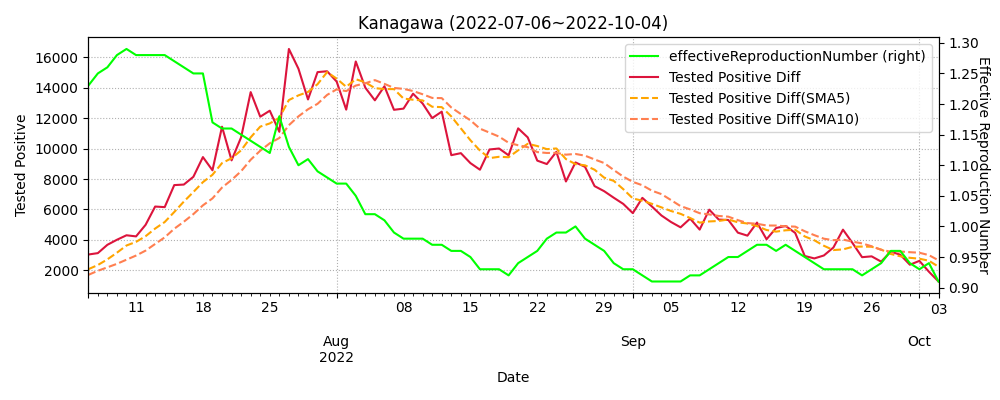 Kanagawa (2022-07-06~2022-10-04)
effectiveReproductionNumber (right)
Tested Positive Diff
Tested Positive Diff(SMA5)
Tested Positive Diff(SMA10)
Tested Positive
16000
14000
12000
10000
8000
6000
4000
2000
Effective Reproduction Number
1.30
1.25
1.20
1.15
1.10
1.05
1.00
0.95
0.90
11 18 25 08 15 22 29 05 12 19 26 03
Aug Sep Oct
2022
Date